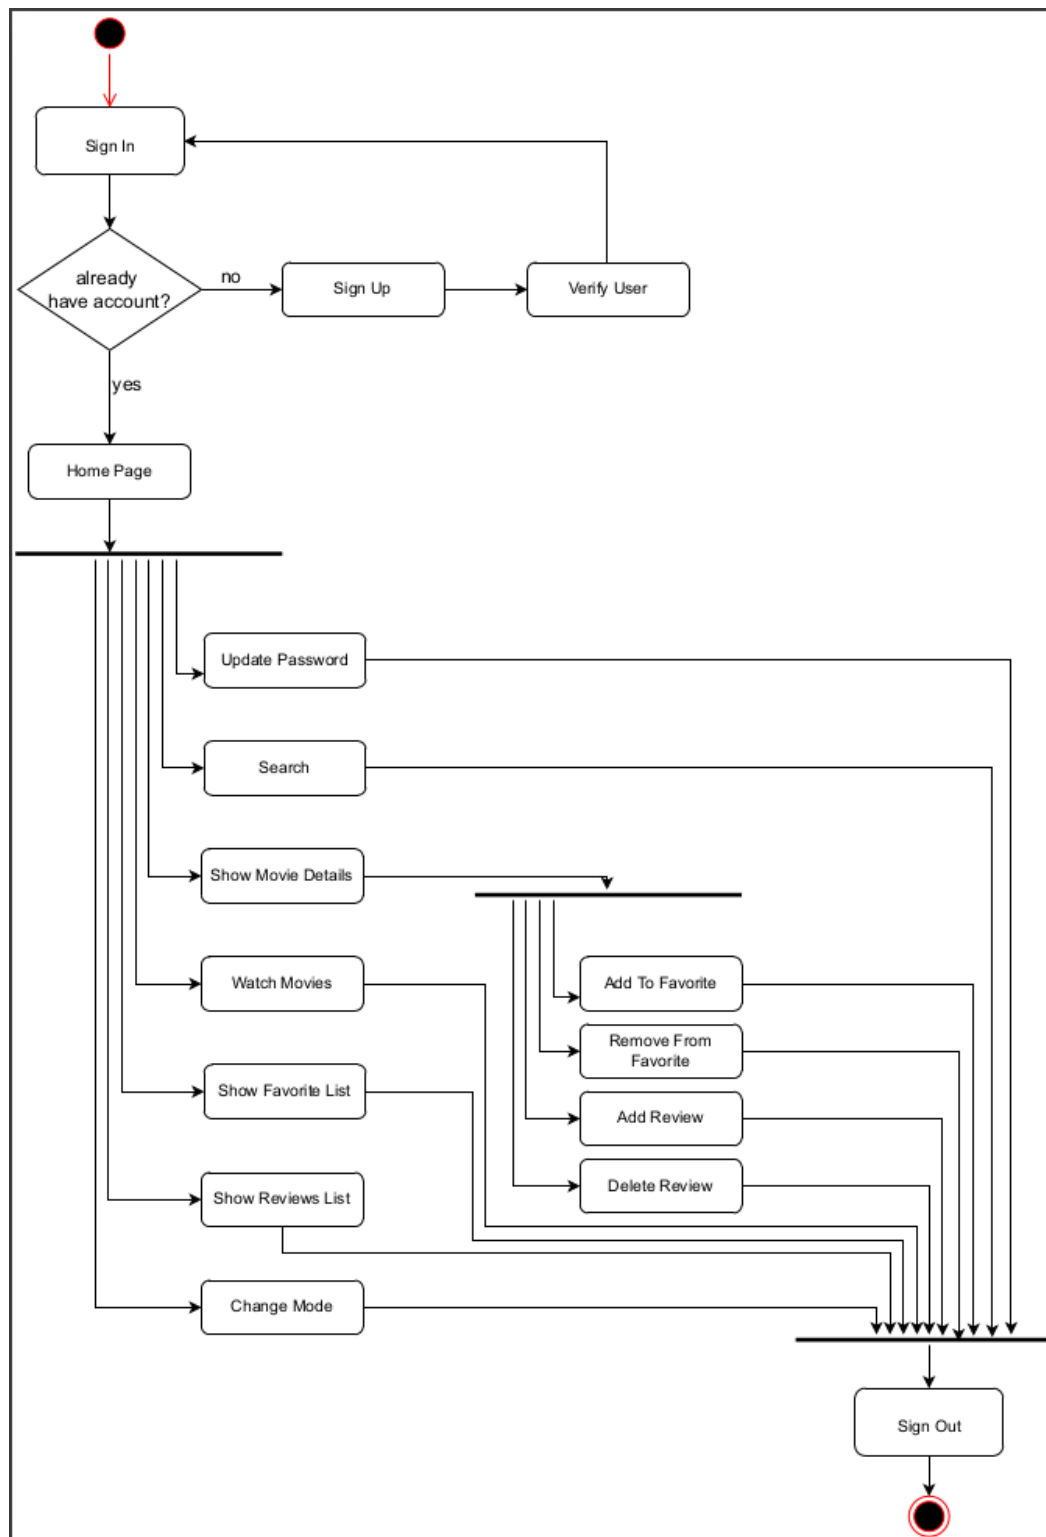 Sign In
already
have account?
no
Sign Up
Verify User
yes
Home Page
Update Password
Search
Show Movie Details
Watch Movies
Add To Favorite
Remove From
Favorite
Show Favorite List
Add Review
Delete Review
Show Reviews List
Change Mode
Sign Out